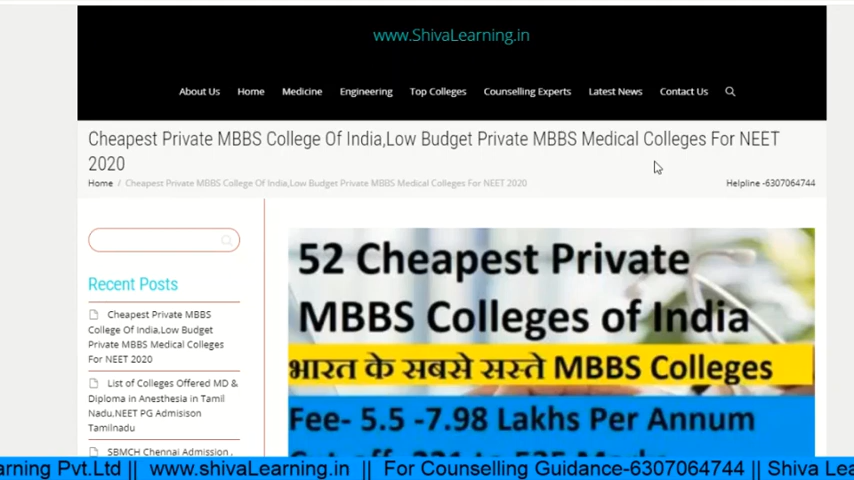 www.ShivaLearning.in
About Us Home Medicine Engineering Top Colleges Counselling Experts Latest News Contact Us
Cheapest Private MBBS College Of India,Low Budget Private MBBS Medical Colleges For NEET
2020
Home / Cheapest Private MBBS College Of India,Low Budget Private MBBS Medical Colleges For NEET 2020
Helpline -6307064744
Recent Posts
Cheapest Private MBBS
College Of India,Low Budget
Private MBBS Medical Colleges
For NEET 2020
List of Colleges Offered MD &
Diploma in Anesthesia in Tamil
Nadu,NEET PG Admisison
Tamilnadu
SBMCH Chennai Admission ,
52 Cheapest Private
MBBS Colleges of India
भारत के सबसे सस्ते MBBS Colleges
Fee- 5.5 -7.98 Lakhs Per Annum
arning Pvt.Ltd || www.shivaLearning.in || For Counselling Guidance-6307064744 || Shiva Lea